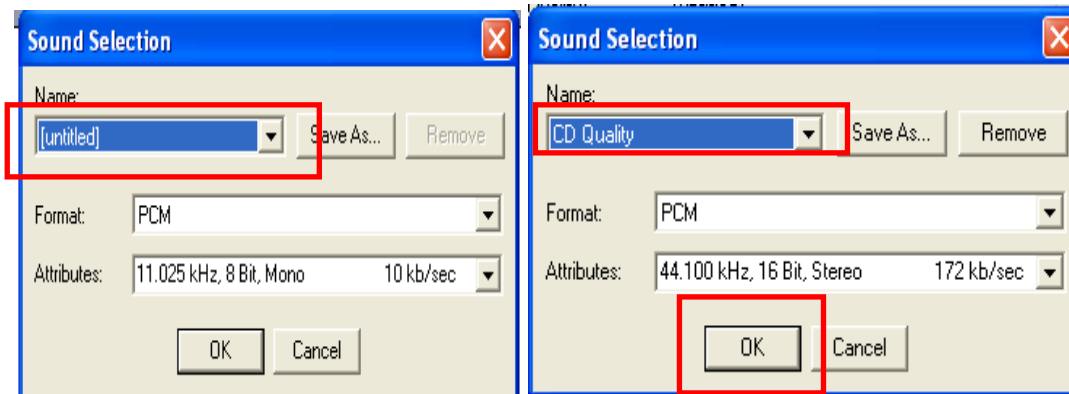 Sound Selection
Name:
[untitled]
Save As...
Remove
Format:
PCM
Attributes:
11.025 kHz, 8 Bit, Mono 10 kb/sec
OK
Cancel
Sound Selection
Name:
CD Quality
Save As...
Remove
Format:
PCM
Attributes:
44.100 kHz, 16 Bit, Stereo 172 kb/sec
OK
Cancel